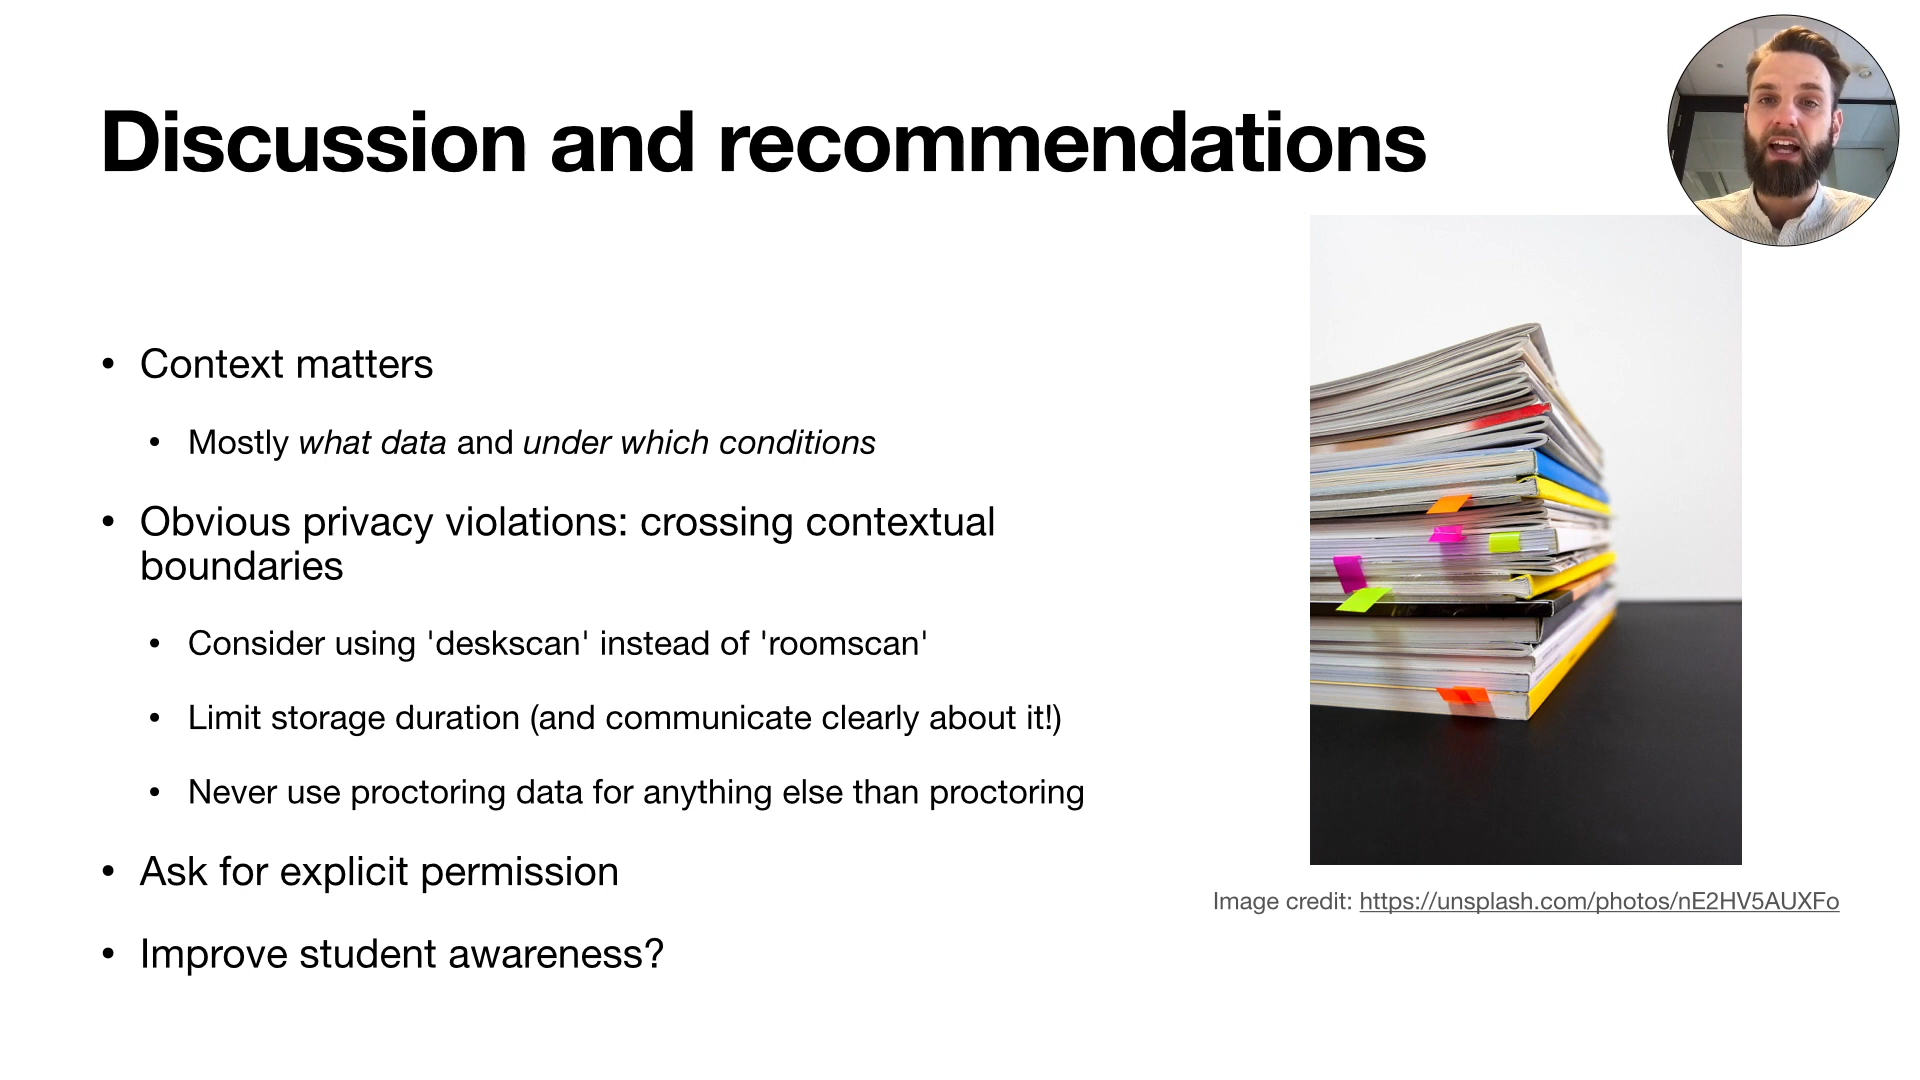 Discussion and recommendations
• Context matters
• Mostly what data and under which conditions
• Obvious privacy violations: crossing contextual
boundaries
• Consider using 'deskscan' instead of 'roomscan'
• Limit storage duration (and communicate clearly about it!)
• Never use proctoring data for anything else than proctoring
• Ask for explicit permission
• Improve student awareness?
Image credit: https://unsplash.com/photos/nE2HV5AUXFo